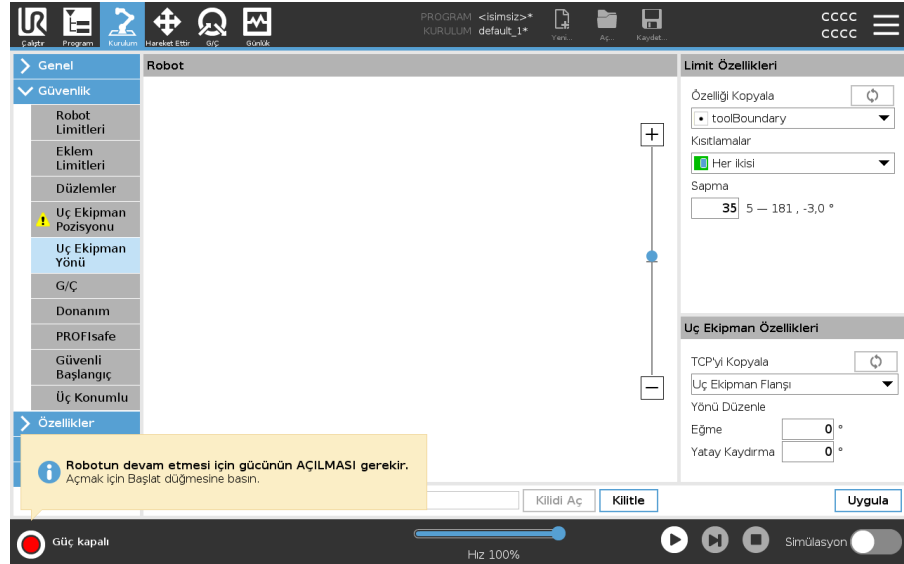 PROGRAM <isimsiz>*
KURULUM default_1*
Çalıştır
Program
Kurulum
Hareket Ettir
G/Ç
Günlük
Yeni...
Aç...
Kaydet...
cccc
cccc
Genel
Güvenlik
Robot
Limitleri
Eklem
Limitleri
Düzlemler
Uç Ekipman
Pozisyonu
Uç Ekipman
Yönü
G/Ç
Donanım
PROFIsafe
Güvenli
Başlangıç
Üç Konumlu
Özellikler
Robot
Limit Özellikleri
Özelliği Kopyala
toolBoundary
Kısıtlamalar
Her ikisi
Sapma
35 5 — 181 , -3,0 °
Uç Ekipman Özellikleri
TCP'yi Kopyala
Uç Ekipman Flanşı
Yönü Düzenle
Eğme 0 °
Yatay Kaydırma 0 °
Robotun devam etmesi için gücünün AÇILMASI gerekir.
Açmak için Başlat düğmesine basın.
Kilidi Aç
Kilitle
Uygula
Güç kapalı
Hız 100%
Simülasyon